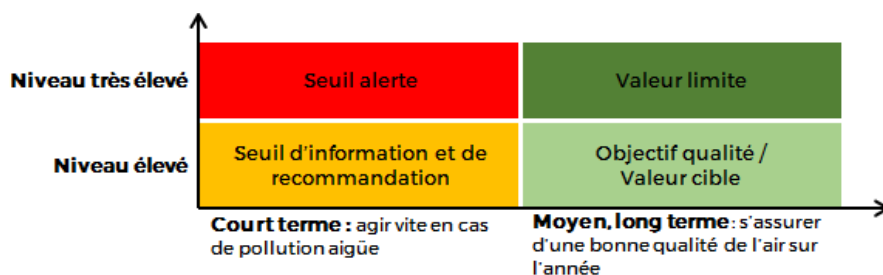 Niveau très élevé
Seuil alerte
Valeur limite
Niveau élevé
Seuil d'information et de
recommandation
Objectif qualité /
Valeur cible
Court terme : agir vite en cas
de pollution aigüe
Moyen, long terme : s'assurer
d'une bonne qualité de l'air sur
l'année